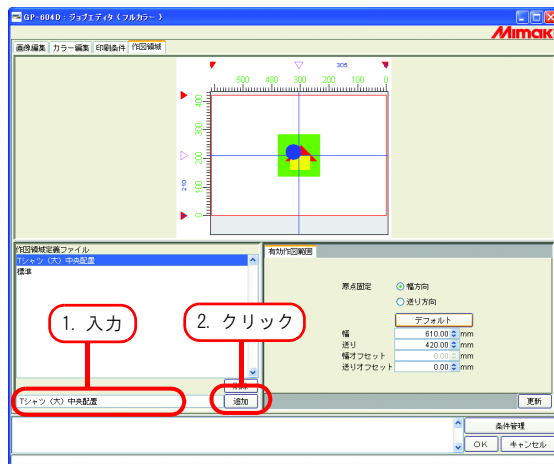 GP-604D : ジョブエディタ ( フルカラー )
Mimaki
画像編集 カラー編集 印刷条件 作図領域
305
500 400 300 200 100 0
400
300
200
100
0
210
作図領域定義ファイル
Tシャツ (大) 中央配置
標準
1. 入力
2. クリック
Tシャツ (大) 中央配置
追加
有効作図範囲
原点固定 幅方向
送り方向
デフォルト
幅 610.00 mm
送り 420.00 mm
幅オフセット 0.00 mm
送りオフセット 0.00 mm
更新
条件管理
OK キャンセル